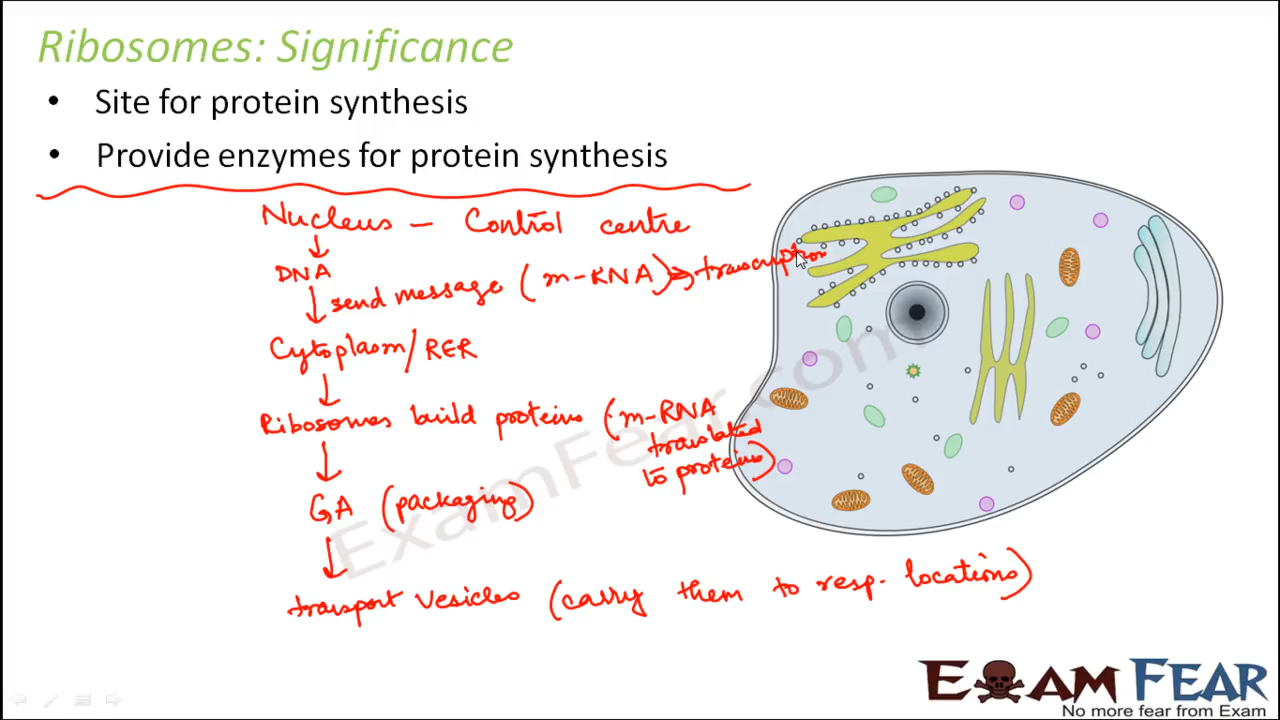 Ribosomes: Significance
• Site for protein synthesis
• Provide enzymes for protein synthesis
Nucleus – Control centre
DNA
send message (m-RNA) → transcription
Cytoplasm/RER
Ribosomes build proteins (m-RNA
translated
to proteins)
GA (packaging)
transport vesicles (carry them to resp. locations)
ExamFear.com
EXAM FEAR
No more fear from Exam